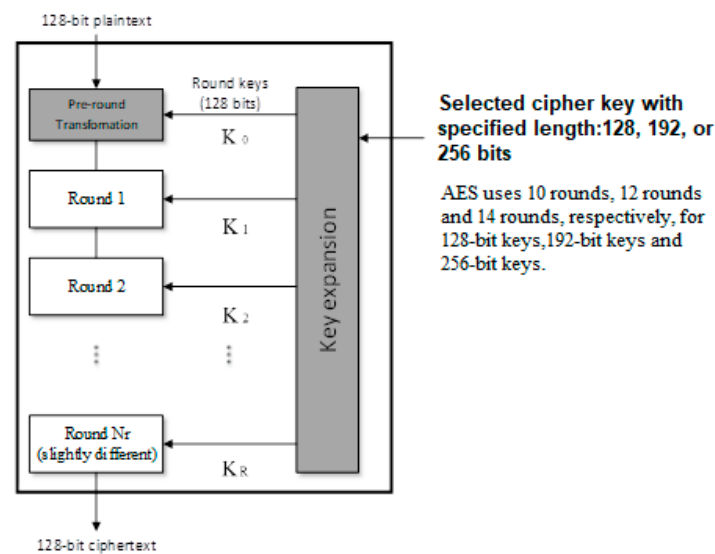 128-bit plaintext
Pre-round
Transfomation
Round keys
(128 bits)
K 0
Round 1
K 1
Round 2
K 2
Round Nr
(slightly different)
K R
Key expansion
128-bit ciphertext
Selected cipher key with
specified length:128, 192, or
256 bits
AES uses 10 rounds, 12 rounds
and 14 rounds, respectively, for
128-bit keys,192-bit keys and
256-bit keys.